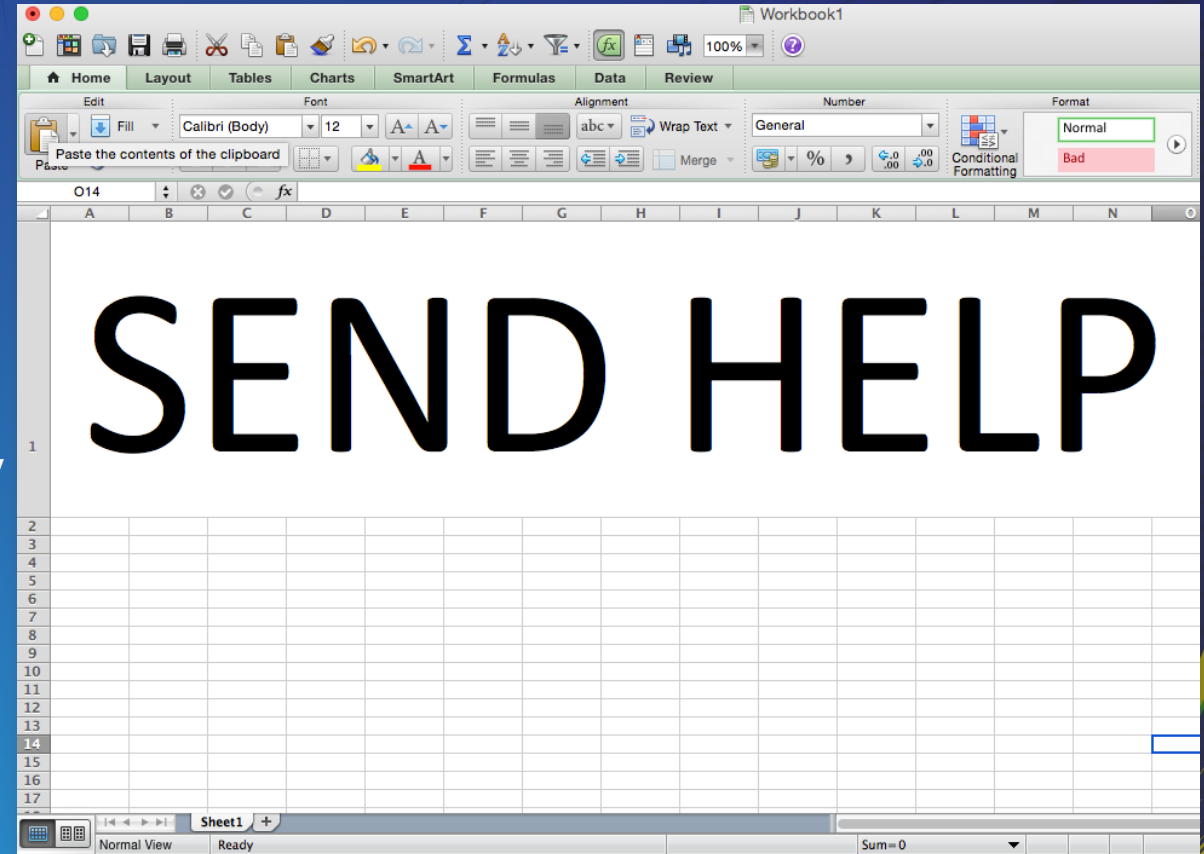 Workbook1
100%
Home Layout Tables Charts SmartArt Formulas Data Review
Edit Font Alignment Number Format
Fill Calibri (Body) 12 A A abc Wrap Text General Normal
Paste the contents of the clipboard A Merge % Conditional Formatting Bad
O14 fx
A B C D E F G H I J K L M N O
1 SEND HELP
2
3
4
5
6
7
8
9
10
11
12
13
14
15
16
17
Sheet1
Normal View Ready Sum=0